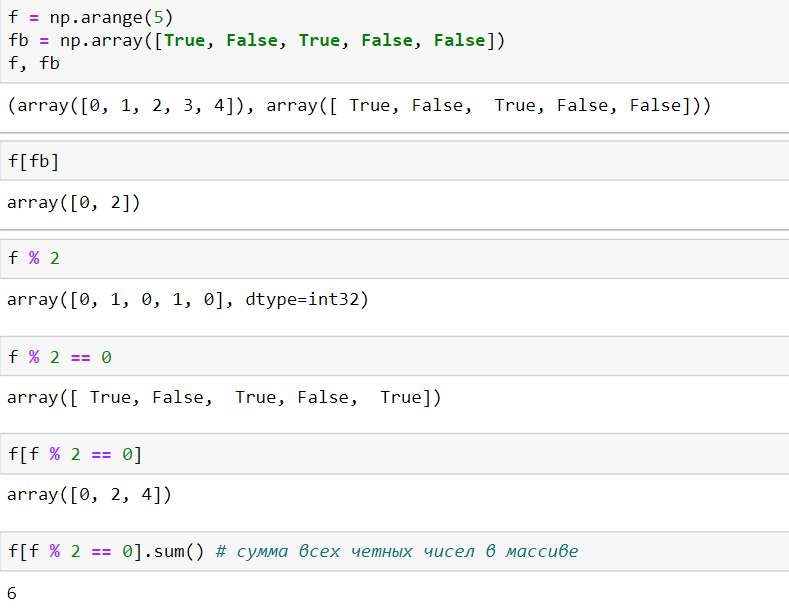 f = np.arange(5)
fb = np.array([True, False, True, False, False])
f, fb
(array([0, 1, 2, 3, 4]), array([ True, False,  True, False, False]))
f[fb]
array([0, 2])
f % 2
array([0, 1, 0, 1, 0], dtype=int32)
f % 2 == 0
array([ True, False,  True, False,  True])
f[f % 2 == 0]
array([0, 2, 4])
f[f % 2 == 0].sum() # сумма всех четных чисел в массиве
6